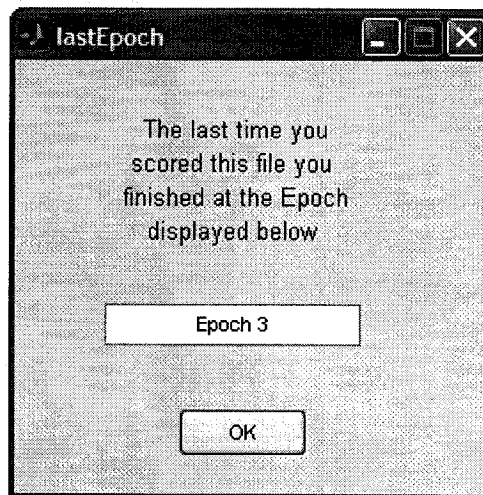 lastEpoch
The last time you
scored this file you
finished at the Epoch
displayed below
Epoch 3
OK